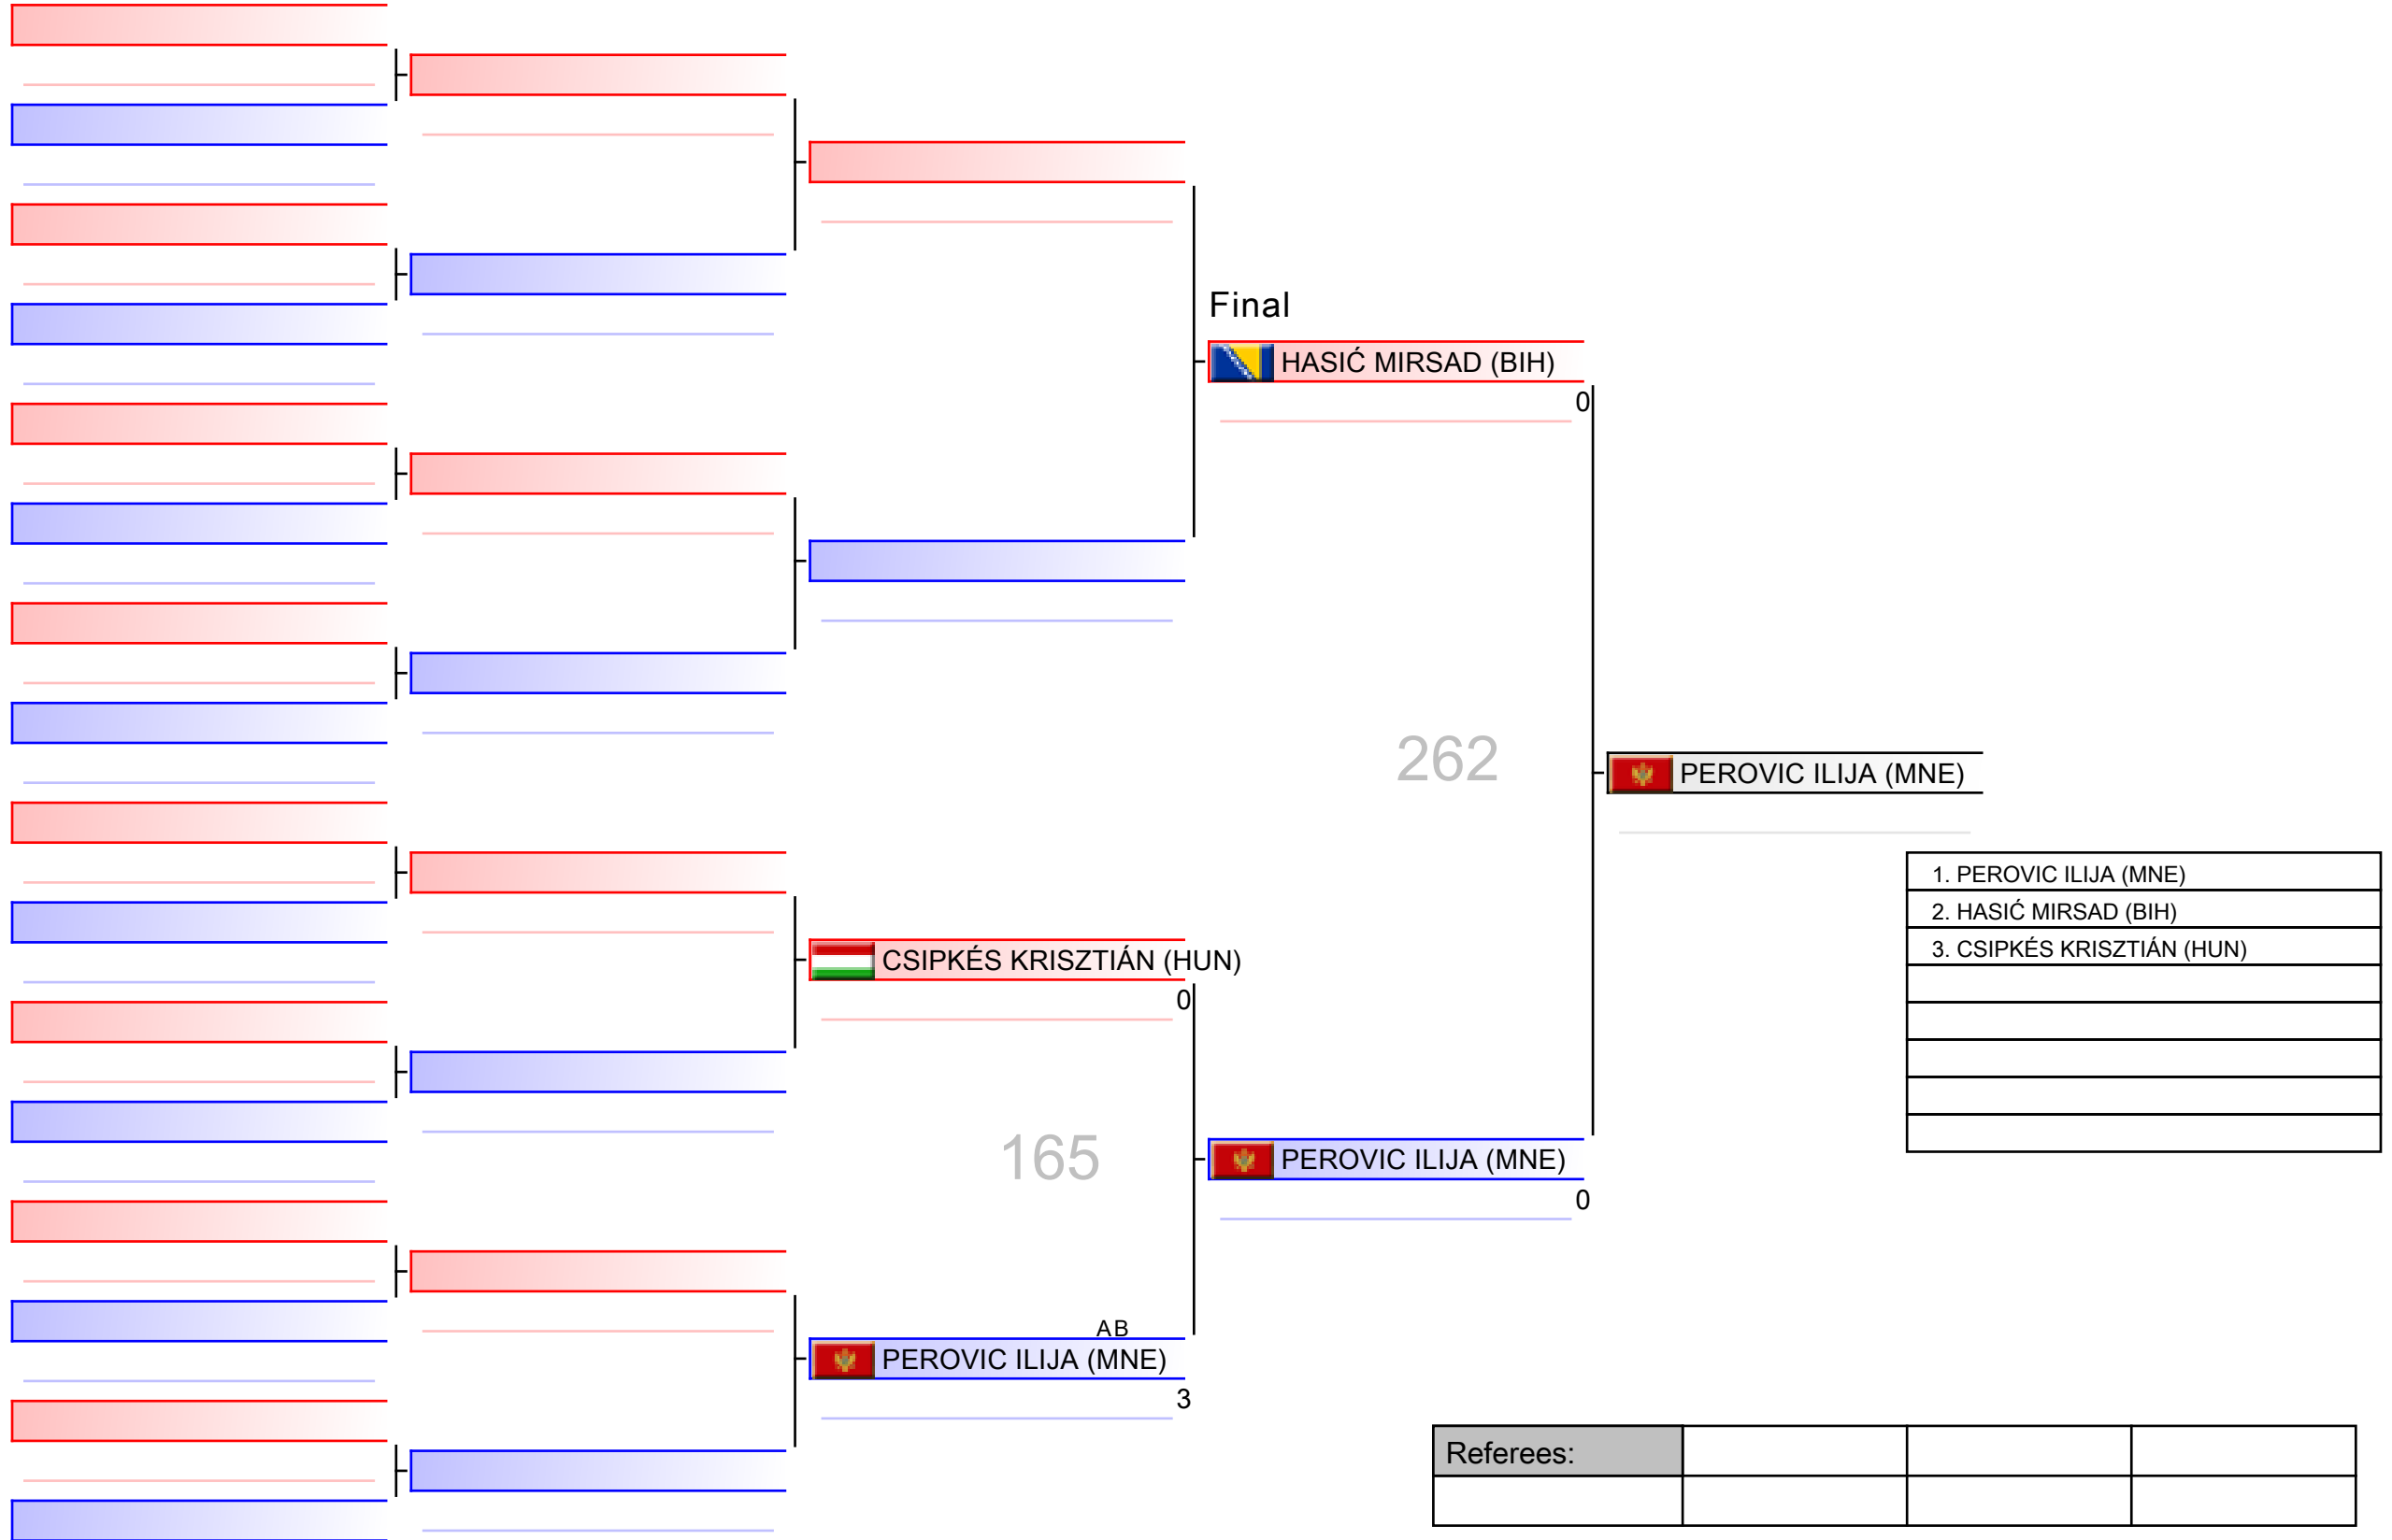 Final
HASIĆ MIRSAD (BIH)
0
262
PEROVIC ILIJA (MNE)
1. PEROVIC ILIJA (MNE)
2. HASIĆ MIRSAD (BIH)
3. CSIPKÉS KRISZTIÁN (HUN)
CSIPKÉS KRISZTIÁN (HUN)
0
165
PEROVIC ILIJA (MNE)
0
AB
PEROVIC ILIJA (MNE)
3
Referees: